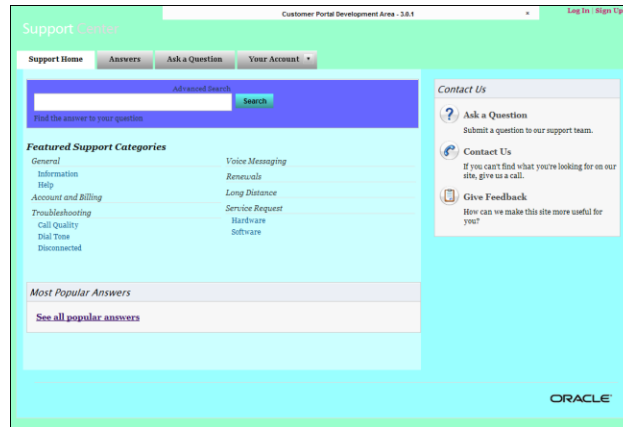 Customer Portal Development Area - 3.0.1
Log In | Sign Up
Support Center
Support Home
Answers
Ask a Question
Your Account
Advanced Search
Search
Find the answer to your question
Featured Support Categories
General
Information
Help
Account and Billing
Troubleshooting
Call Quality
Dial Tone
Disconnected
Voice Messaging
Renewals
Long Distance
Service Request
Hardware
Software
Most Popular Answers
See all popular answers
Contact Us
Ask a Question
Submit a question to our support team.
Contact Us
If you can't find what you're looking for on our
site, give us a call.
Give Feedback
How can we make this site more useful for
you?
ORACLE